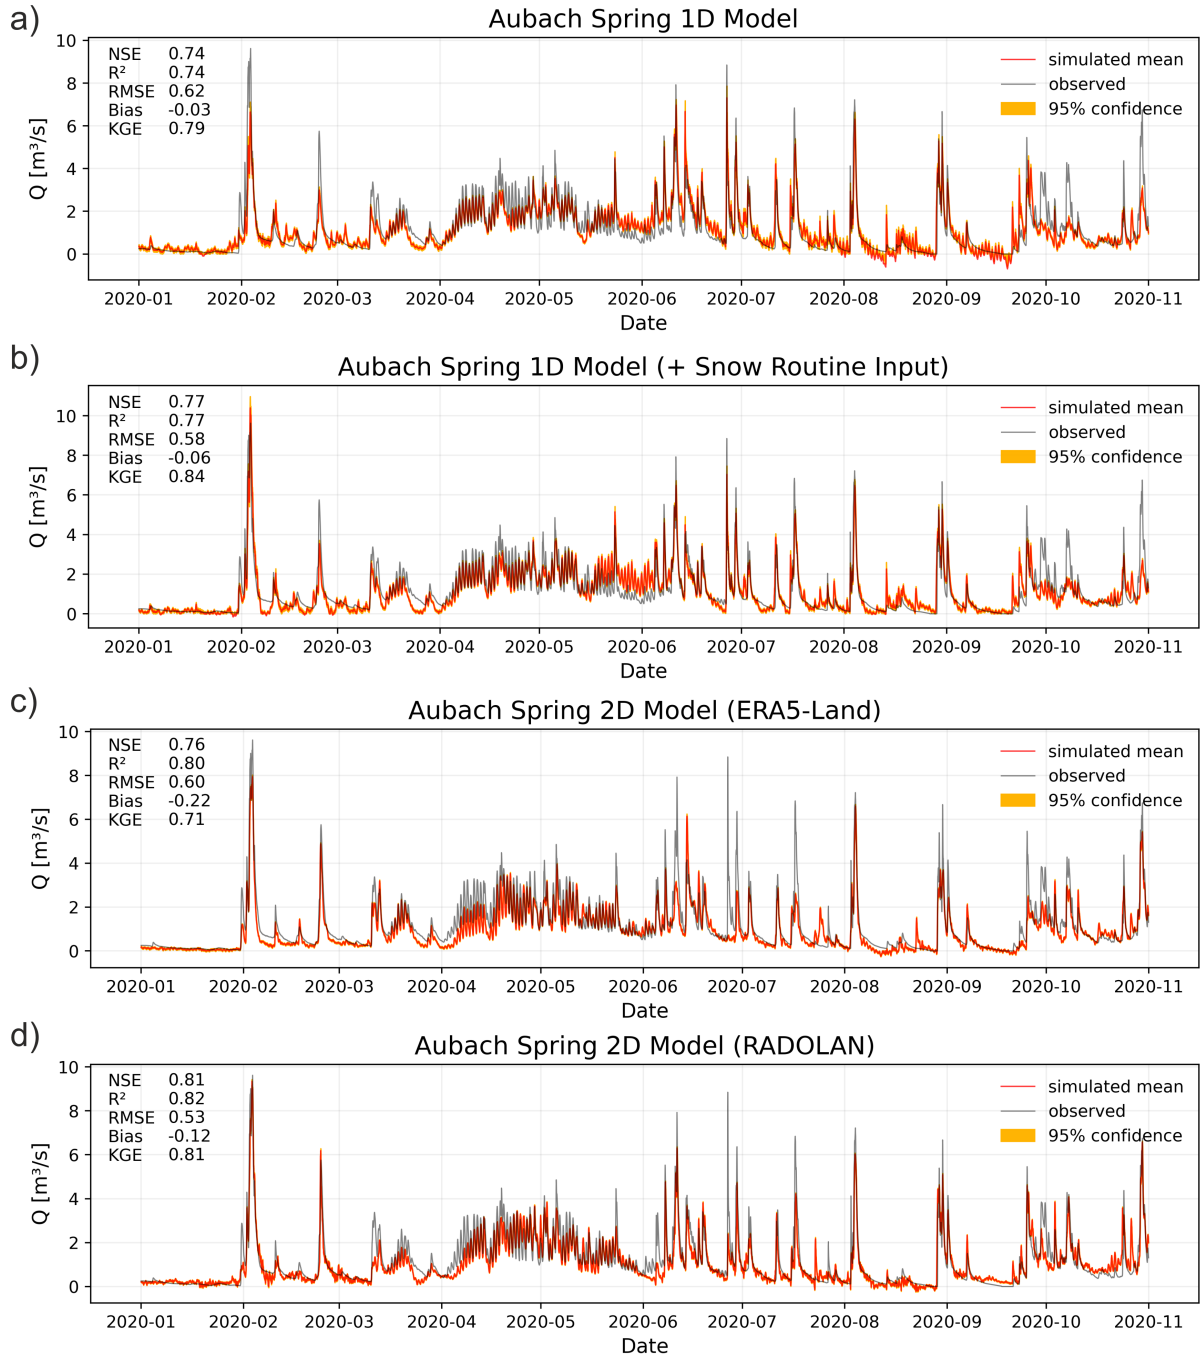 a)
Aubach Spring 1D Model
NSE 0.74
R² 0.74
RMSE 0.62
Bias -0.03
KGE 0.79
simulated mean
observed
95% confidence
Q [m³/s]
10
8
6
4
2
0
2020-01 2020-02 2020-03 2020-04 2020-05 2020-06 2020-07 2020-08 2020-09 2020-10 2020-11
Date
b)
Aubach Spring 1D Model (+ Snow Routine Input)
NSE 0.77
R² 0.77
RMSE 0.58
Bias -0.06
KGE 0.84
simulated mean
observed
95% confidence
Q [m³/s]
10
8
6
4
2
0
2020-01 2020-02 2020-03 2020-04 2020-05 2020-06 2020-07 2020-08 2020-09 2020-10 2020-11
Date
c)
Aubach Spring 2D Model (ERA5-Land)
NSE 0.76
R² 0.80
RMSE 0.60
Bias -0.22
KGE 0.71
simulated mean
observed
95% confidence
Q [m³/s]
10
8
6
4
2
0
2020-01 2020-02 2020-03 2020-04 2020-05 2020-06 2020-07 2020-08 2020-09 2020-10 2020-11
Date
d)
Aubach Spring 2D Model (RADOLAN)
NSE 0.81
R² 0.82
RMSE 0.53
Bias -0.12
KGE 0.81
simulated mean
observed
95% confidence
Q [m³/s]
10
8
6
4
2
0
2020-01 2020-02 2020-03 2020-04 2020-05 2020-06 2020-07 2020-08 2020-09 2020-10 2020-11
Date